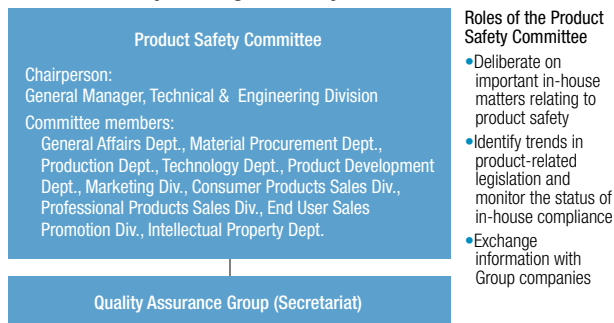 Product Safety Committee
Chairperson:
General Manager, Technical & Engineering Division
Committee members:
General Affairs Dept., Material Procurement Dept.,
Production Dept., Technology Dept., Product Development
Dept., Marketing Div., Consumer Products Sales Div.,
Professional Products Sales Div., End User Sales
Promotion Div., Intellectual Property Dept.
Quality Assurance Group (Secretariat)
Roles of the Product
Safety Committee
•Deliberate on
important in-house
matters relating to
product safety
•Identify trends in
product-related
legislation and
monitor the status of
in-house compliance
•Exchange
information with
Group companies